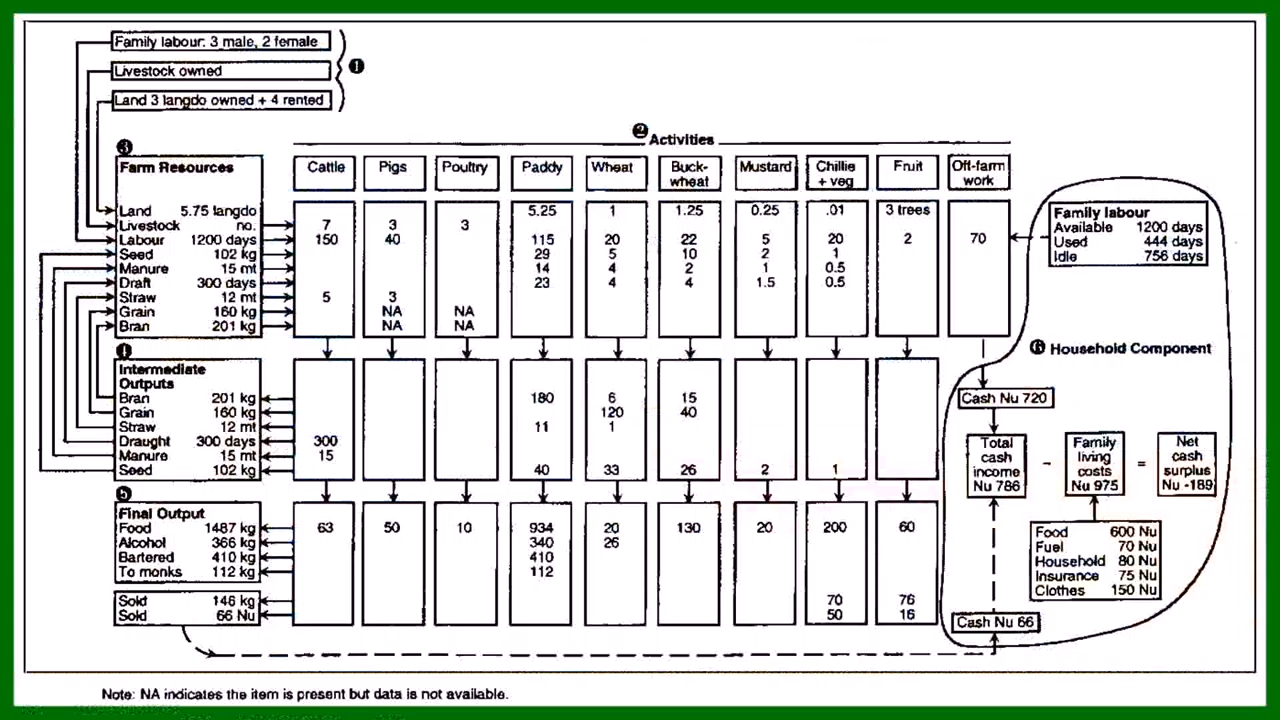 Family labour: 3 male, 2 female
Livestock owned
❶
Land 3 langdo owned + 4 rented
❷
Activities
❸
Farm Resources
Cattle
Pigs
Poultry
Paddy
Wheat
Buck-
wheat
Mustard
Chillie
+ veg
Fruit
Off-farm
work
Land 5.75 langdo 5.25 1 1.25 0.25 .01 3 trees
Livestock no. 7 3 3
Labour 1200 days 150 40 115 20 22 5 20 2 70
Seed 102 kg 29 5 10 2 1
Manure 15 mt 14 4 2 1 0.5
Draft 300 days 23 4 4 1.5 0.5
Straw 12 mt 5 3
Grain 160 kg NA NA
Bran 201 kg NA NA
Family labour
Available 1200 days
Used 444 days
Idle 756 days
❻ Household Component
❹
Intermediate
Outputs
Bran 201 kg 180 6 15
Grain 160 kg 120 40
Straw 12 mt 11 1
Draught 300 days 300
Manure 15 mt 15
Seed 102 kg 40 33 26 2 1
Cash Nu 720
Total
cash
income
Nu 786
-
Family
living
costs
Nu 975
=
Net
cash
surplus
Nu -189
❺
Final Output
Food 1487 kg 63 50 10 934 20 130 20 200 60
Alcohol 366 kg 340 26
Bartered 410 kg 410
To monks 112 kg 112
Sold 146 kg 70 76
Sold 66 Nu 50 16
Food 600 Nu
Fuel 70 Nu
Household 80 Nu
Insurance 75 Nu
Clothes 150 Nu
Cash Nu 66
Note: NA indicates the item is present but data is not available.